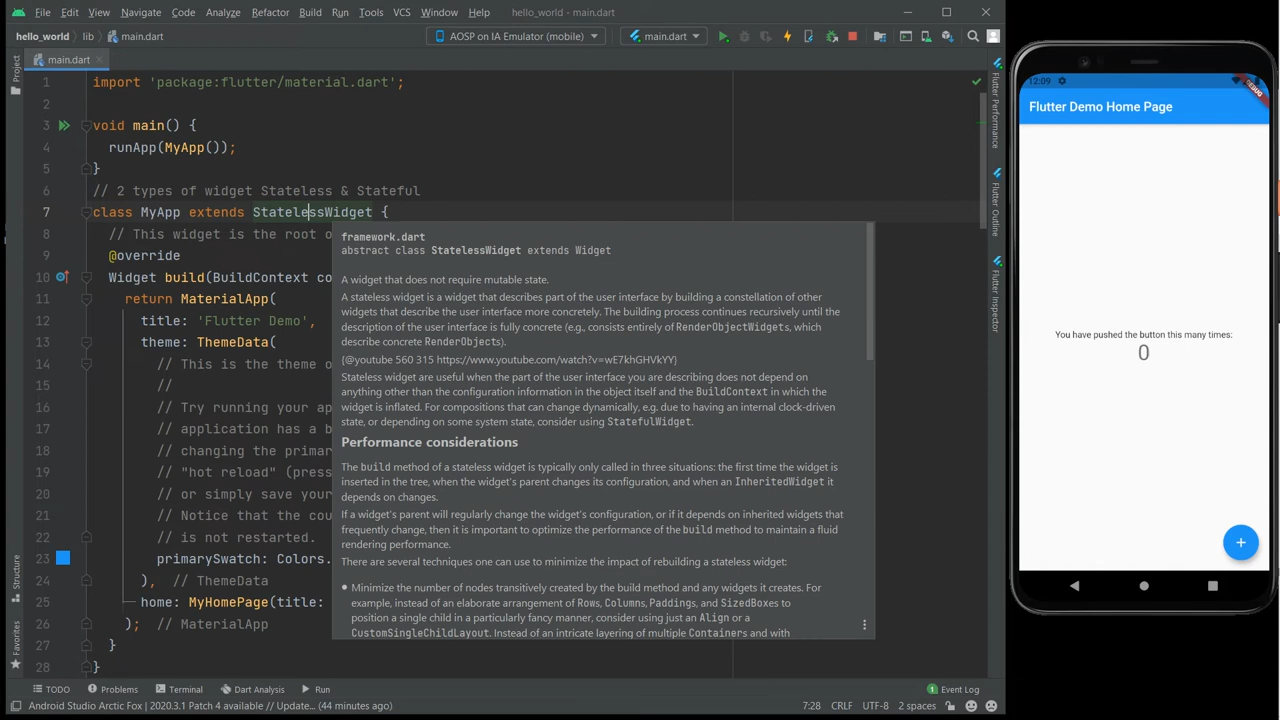 File Edit View Navigate Code Analyze Refactor Build Run Tools VCS Window Help hello_world - main.dart
hello_world lib main.dart AOSP on IA Emulator (mobile) main.dart
main.dart
Project
1 import 'package:flutter/material.dart';
2
3 void main() {
4 runApp(MyApp());
5 }
6 // 2 types of widget Stateless & Stateful
7 class MyApp extends StatelessWidget {
8 // This widget is the root o
9 @override
10 Widget build(BuildContext co
11 return MaterialApp(
12 title: 'Flutter Demo',
13 theme: ThemeData(
14 // This is the theme o
15 //
16 // Try running your ap
17 // application has a b
18 // changing the primar
19 // "hot reload" (press
20 // or simply save your
21 // Notice that the cou
22 // is not restarted.
23 primarySwatch: Colors.
24 ), // ThemeData
25 home: MyHomePage(title:
26 ); // MaterialApp
27 }
28 }
framework.dart
abstract class StatelessWidget extends Widget
A widget that does not require mutable state.
A stateless widget is a widget that describes part of the user interface by building a constellation of other
widgets that describe the user interface more concretely. The building process continues recursively until the
description of the user interface is fully concrete (e.g., consists entirely of RenderObjectWidgets, which
describe concrete RenderObjects).
{@youtube 560 315 https://www.youtube.com/watch?v=wE7khGHVkYY}
Stateless widget are useful when the part of the user interface you are describing does not depend on
anything other than the configuration information in the object itself and the BuildContext in which the
widget is inflated. For compositions that can change dynamically, e.g. due to having an internal clock-driven
state, or depending on some system state, consider using StatefulWidget.
Performance considerations
The build method of a stateless widget is typically only called in three situations: the first time the widget is
inserted in the tree, when the widget's parent changes its configuration, and when an InheritedWidget it
depends on changes.
If a widget's parent will regularly change the widget's configuration, or if it depends on inherited widgets that
frequently change, then it is important to optimize the performance of the build method to maintain a fluid
rendering performance.
There are several techniques one can use to minimize the impact of rebuilding a stateless widget:
● Minimize the number of nodes transitively created by the build method and any widgets it creates. For
example, instead of an elaborate arrangement of Rows, Columns, Paddings, and SizedBoxes to
position a single child in a particularly fancy manner, consider using just an Align or a
CustomSingleChildLayout. Instead of an intricate layering of multiple Containers and with
Structure
Favorites
Flutter Performance
Flutter Outline
Flutter Inspector
12:09
DEBUG
Flutter Demo Home Page
You have pushed the button this many times:
0
+
TODO Problems Terminal Dart Analysis Run 1 Event Log
Android Studio Arctic Fox | 2020.3.1 Patch 4 available // Update... (44 minutes ago) 7:28 CRLF UTF-8 2 spaces